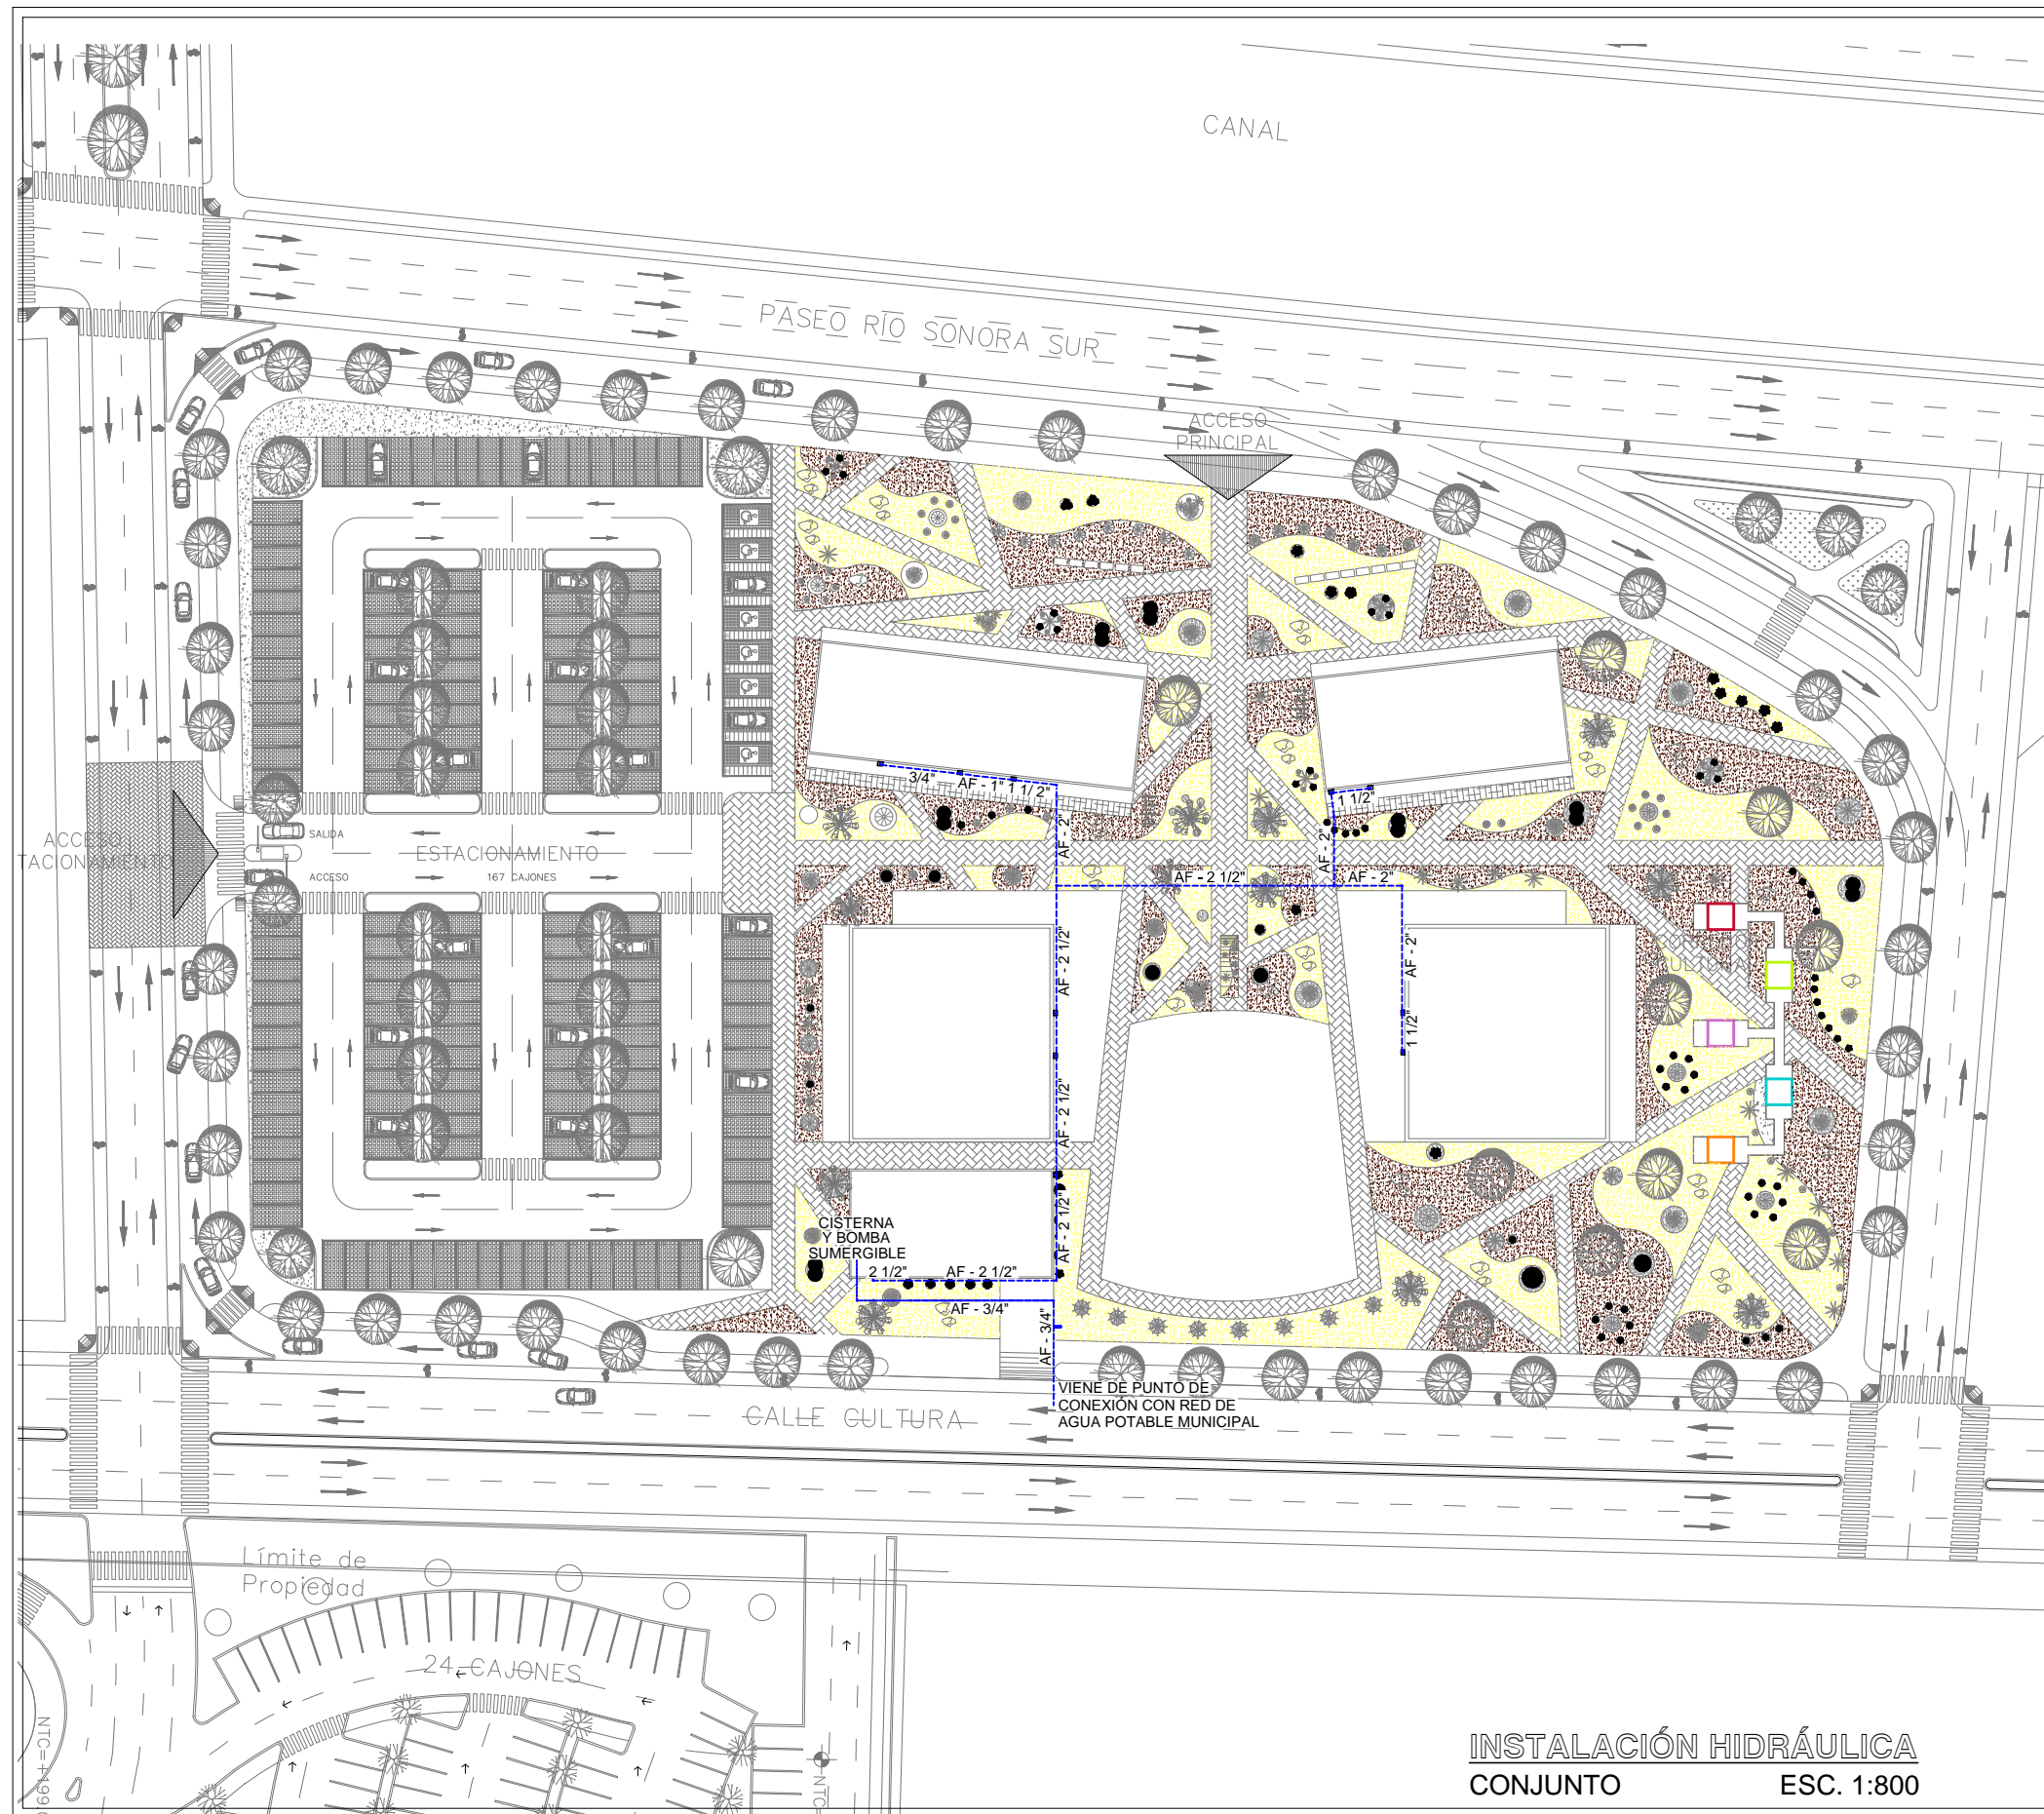 CANAL
PASEO RÍO SONORA SUR
ACCESO
PRINCIPAL
3/4"
AF - 1"
1 1/2"
AF - 2"
1 1/2"
AF - 2"
ACCESO
TACIONAMIENTO
SALIDA
ESTACIONAMIENTO
ACCESO
167 CAJONES
AF - 2 1/2"
AF - 2"
AF - 2 1/2"
AF - 2"
1 1/2"
AF - 2 1/2"
AF - 2 1/2"
CISTERNA
Y BOMBA
SUMERGIBLE
2 1/2"
AF - 2 1/2"
AF - 3/4"
AF - 3/4"
VIENE DE PUNTO DE
CONEXIÓN CON RED DE
AGUA POTABLE MUNICIPAL
CALLE CULTURA
Límite de
Propiedad
24 CAJONES
INSTALACIÓN HIDRÁULICA
CONJUNTO ESC. 1:800